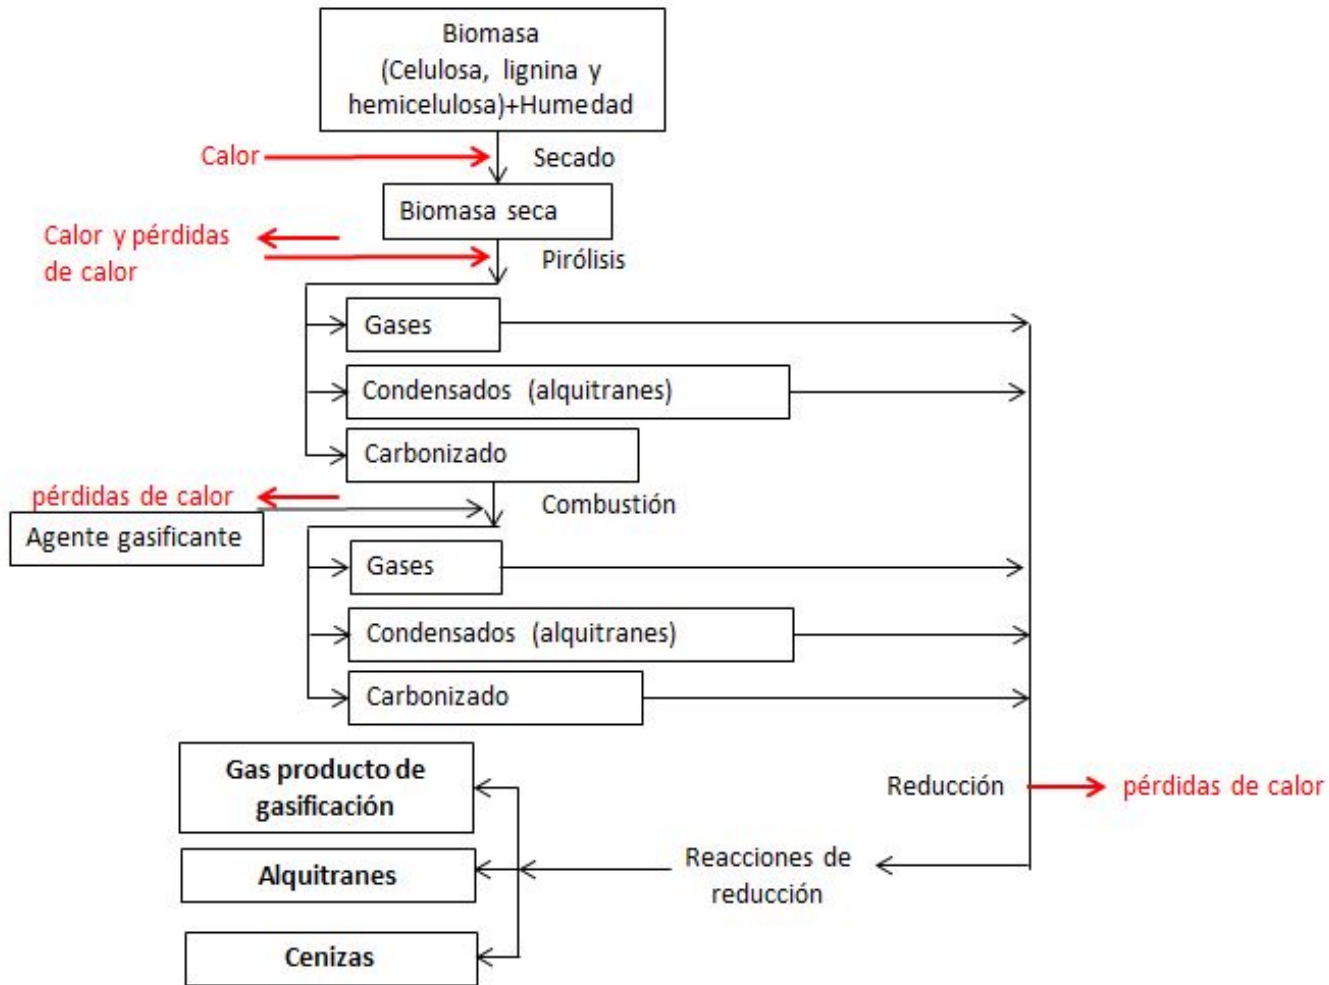 Biomasa
(Celulosa, lignina y
hemicelulosa)+Humedad
Calor
Secado
Biomasa seca
Calor y pérdidas
de calor
Pirólisis
Gases
Condensados (alquitranes)
Carbonizado
pérdidas de calor
Combustión
Agente gasificante
Gases
Condensados (alquitranes)
Carbonizado
Gas producto de
gasificación
Reducción
pérdidas de calor
Alquitranes
Reacciones de
reducción
Cenizas